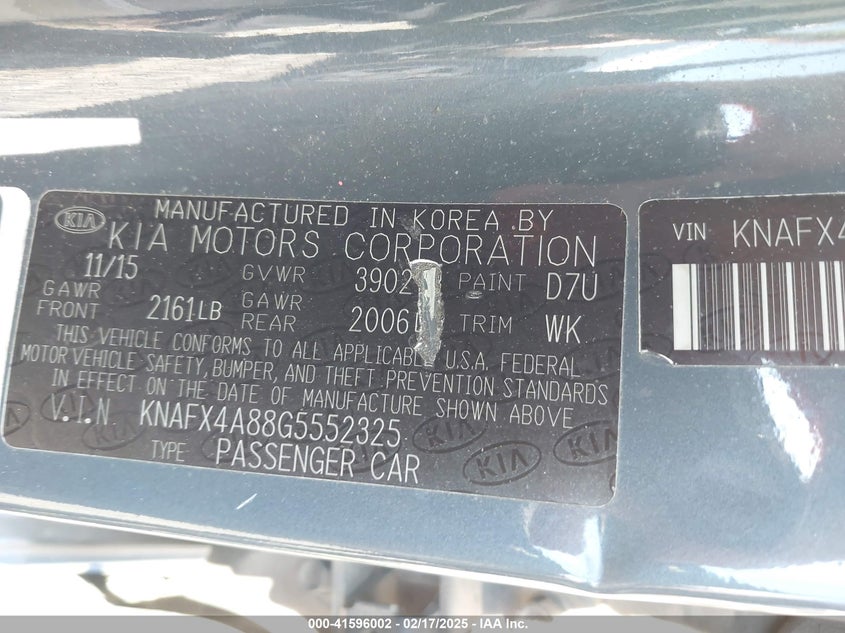 KIA
MANUFACTURED IN KOREA BY
KIA MOTORS CORPORATION
11/15 GVWR 3902 PAINT D7U
GAWR FRONT 2161LB GAWR REAR 2006 TRIM WK
THIS VEHICLE CONFORMS TO ALL APPLICABL U.S.A. FEDERAL
MOTOR VEHICLE SAFETY, BUMPER, AND THEFT PREVENTION STANDARDS
IN EFFECT ON THE DATE OF MANUFACTURE SHOWN ABOVE
V.I.N KNAFX4A88G5552325
TYPE PASSENGER CAR
VIN KNAFX4
000-41596002 - 02/17/2025 - IAA Inc.